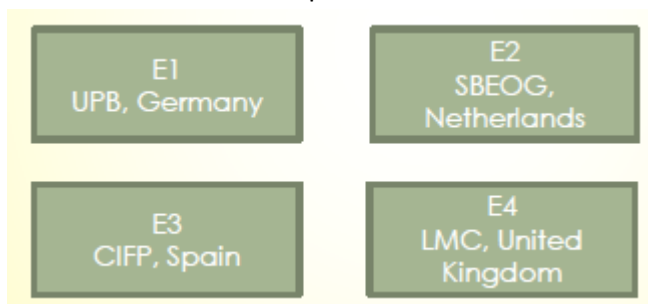 E1
UPB, Germany
E2
SBEOG,
Netherlands
E3
CIFP, Spain
E4
LMC, United
Kingdom